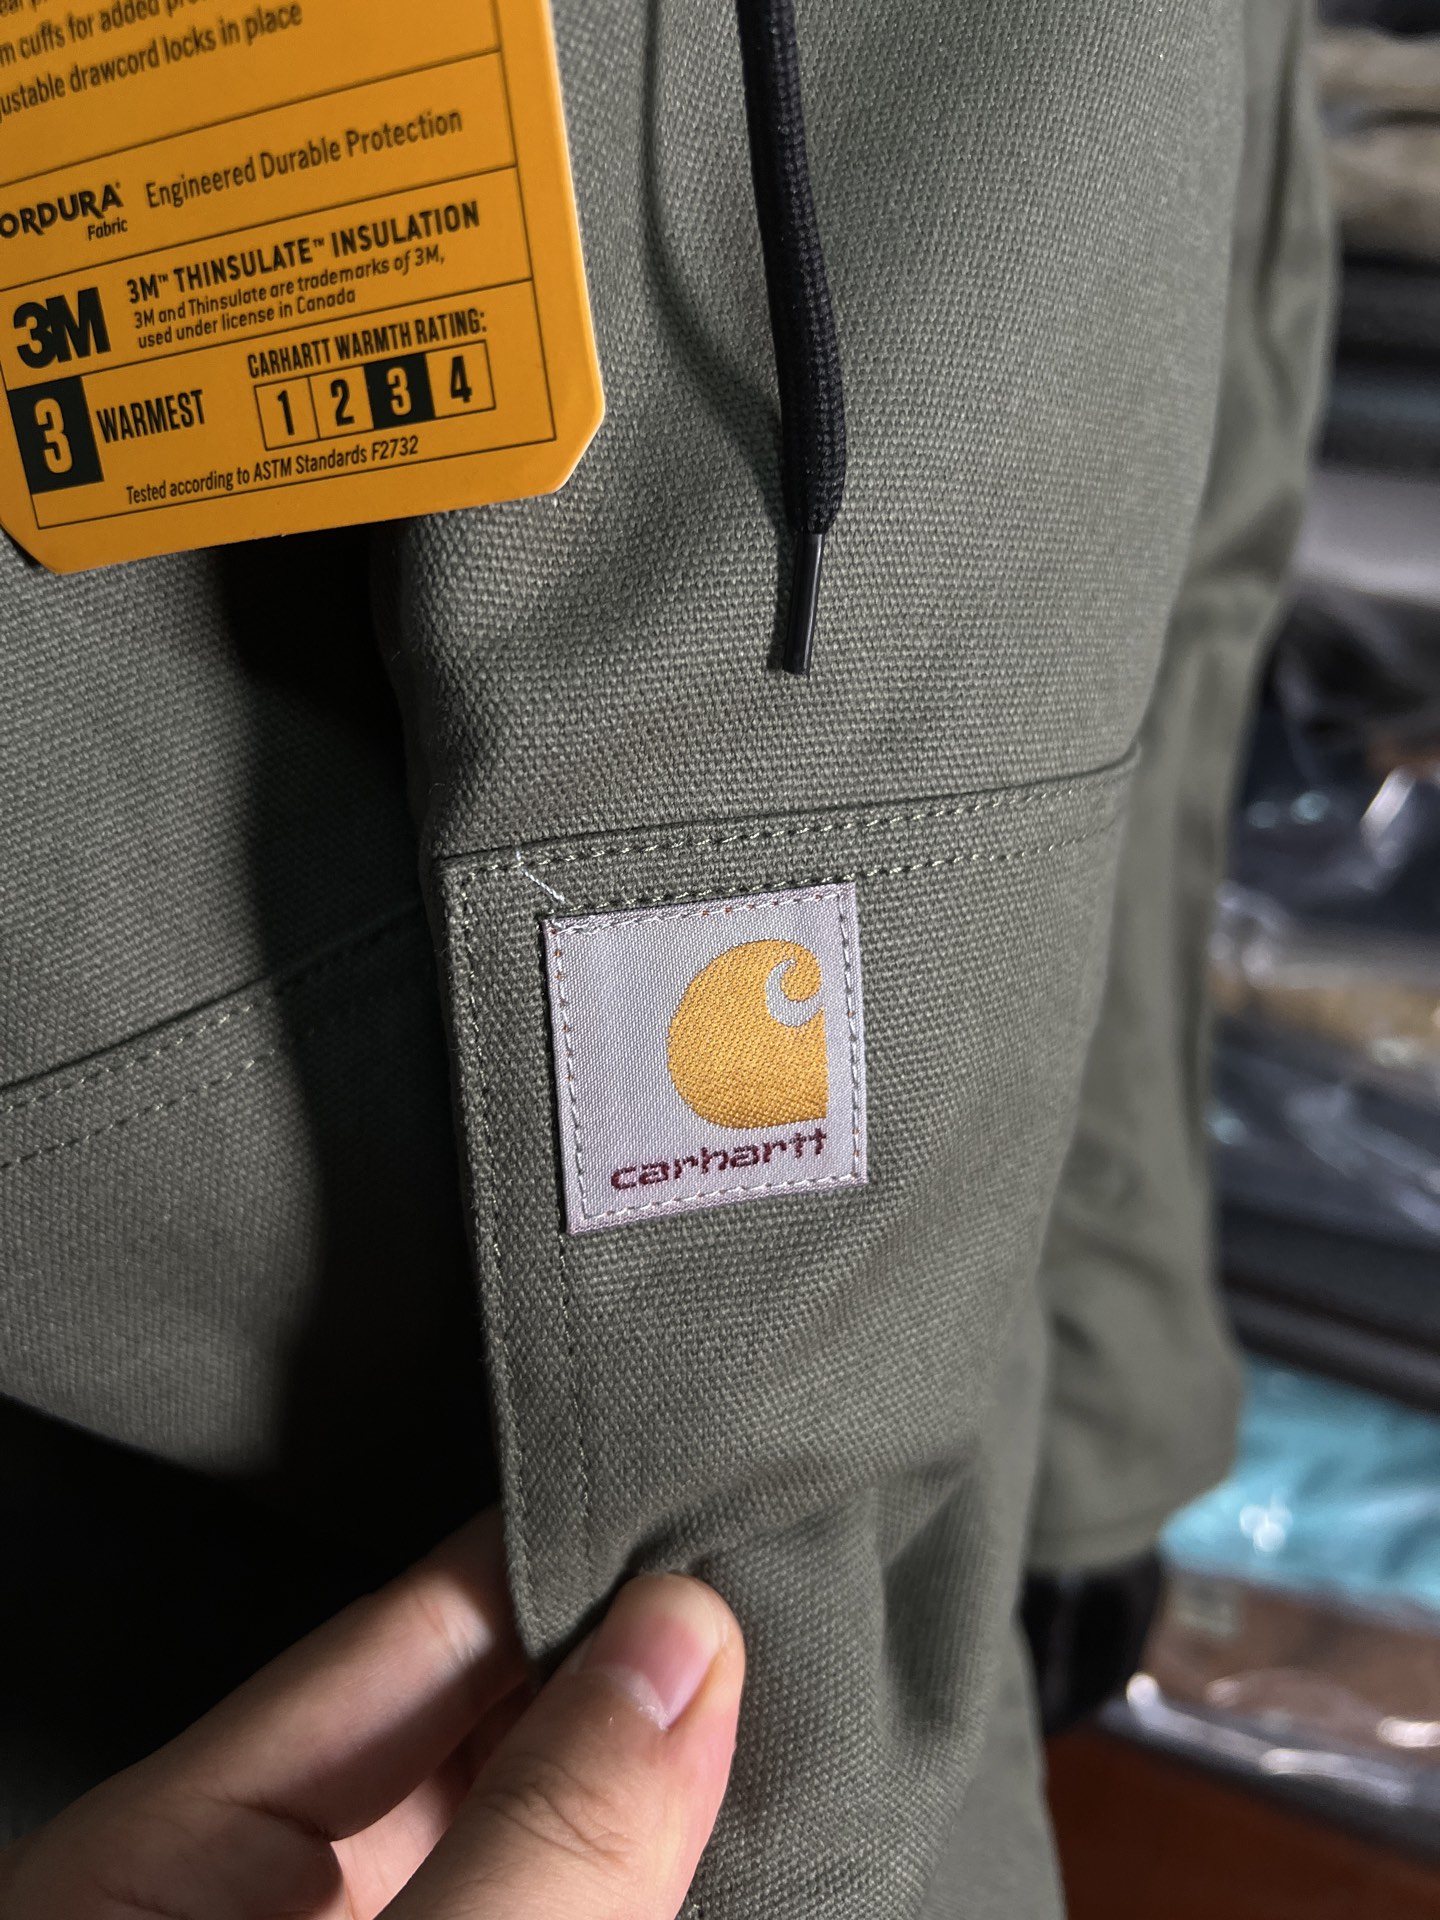 m cuffs for added
justable drawcord locks in place
ORDURA® Engineered Durable Protection
Fabric
3M 3M™ THINSULATE™ INSULATION
3M and Thinsulate are trademarks of 3M,
used under license in Canada
CARHARTT WARMTH RATING:
3 WARMEST 1 2 3 4
Tested according to ASTM Standards F2732
carhartt